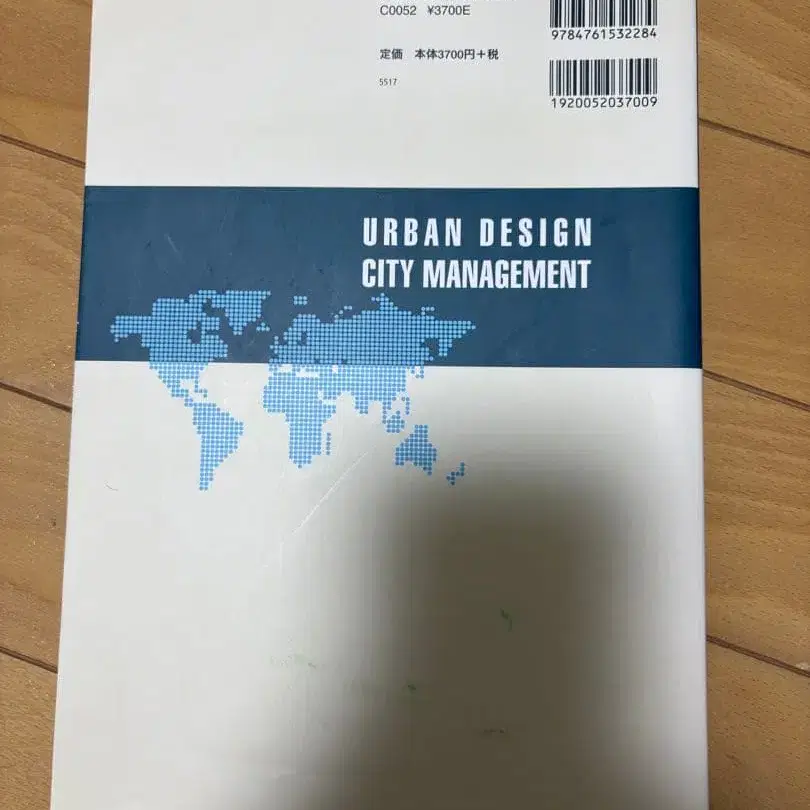 C0052 ¥3700E
9784761532284
定価 本体3700円+税
5517
1920052037009
URBAN DESIGN
CITY MANAGEMENT